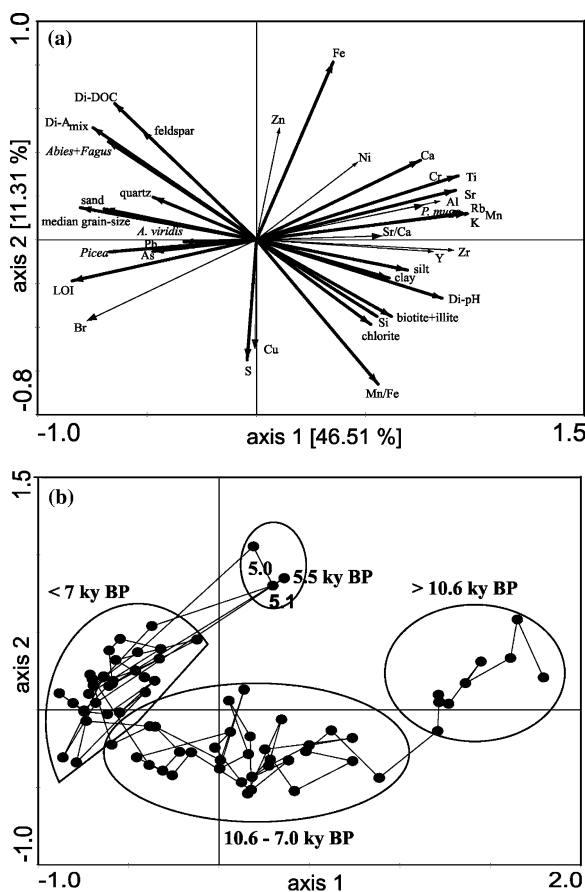 1.0
(a)
Fe
Di-DOC
Zn
Di-Amix
feldspar
Abies+Fagus
Ni
Ca
Cr
Ti
quartz
Sr
sand
Al
P. mugo
Rb
Mn
median grain-size
K
A. viridis
Sr/Ca
Pb
Picea
As
Zr
Y
silt
LOI
clay
Di-pH
Br
Si
biotite+illite
chlorite
Cu
S
Mn/Fe
axis 2 [11.31 %]
-0.8
-1.0
axis 1 [46.51 %]
1.5
1.5
(b)
5.0
5.5 ky BP
5.1
< 7 ky BP
> 10.6 ky BP
axis 2
10.6 - 7.0 ky BP
-1.0
-1.0
axis 1
2.0